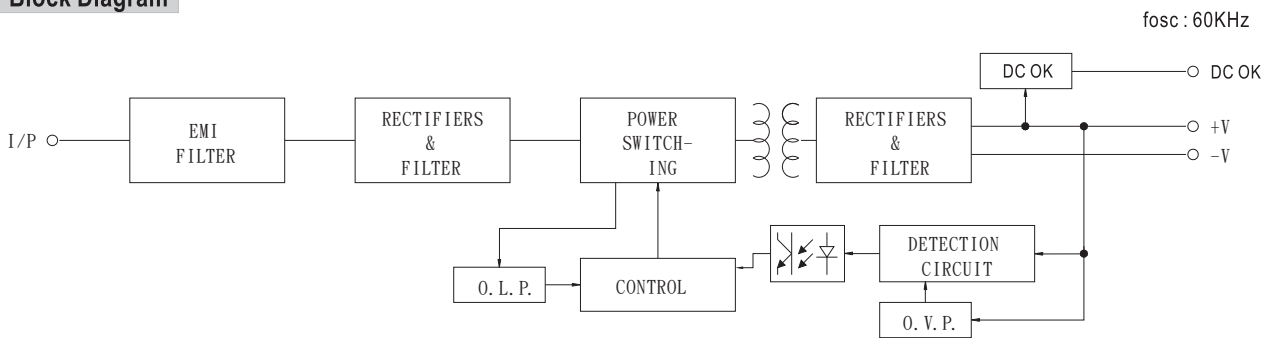 Block Diagram
fosc : 60KHz
DC OK
DC OK
I/P
EMI
FILTER
RECTIFIERS
&
FILTER
POWER
SWITCH-
ING
RECTIFIERS
&
FILTER
+V
-V
O. L. P.
CONTROL
DETECTION
CIRCUIT
O. V. P.